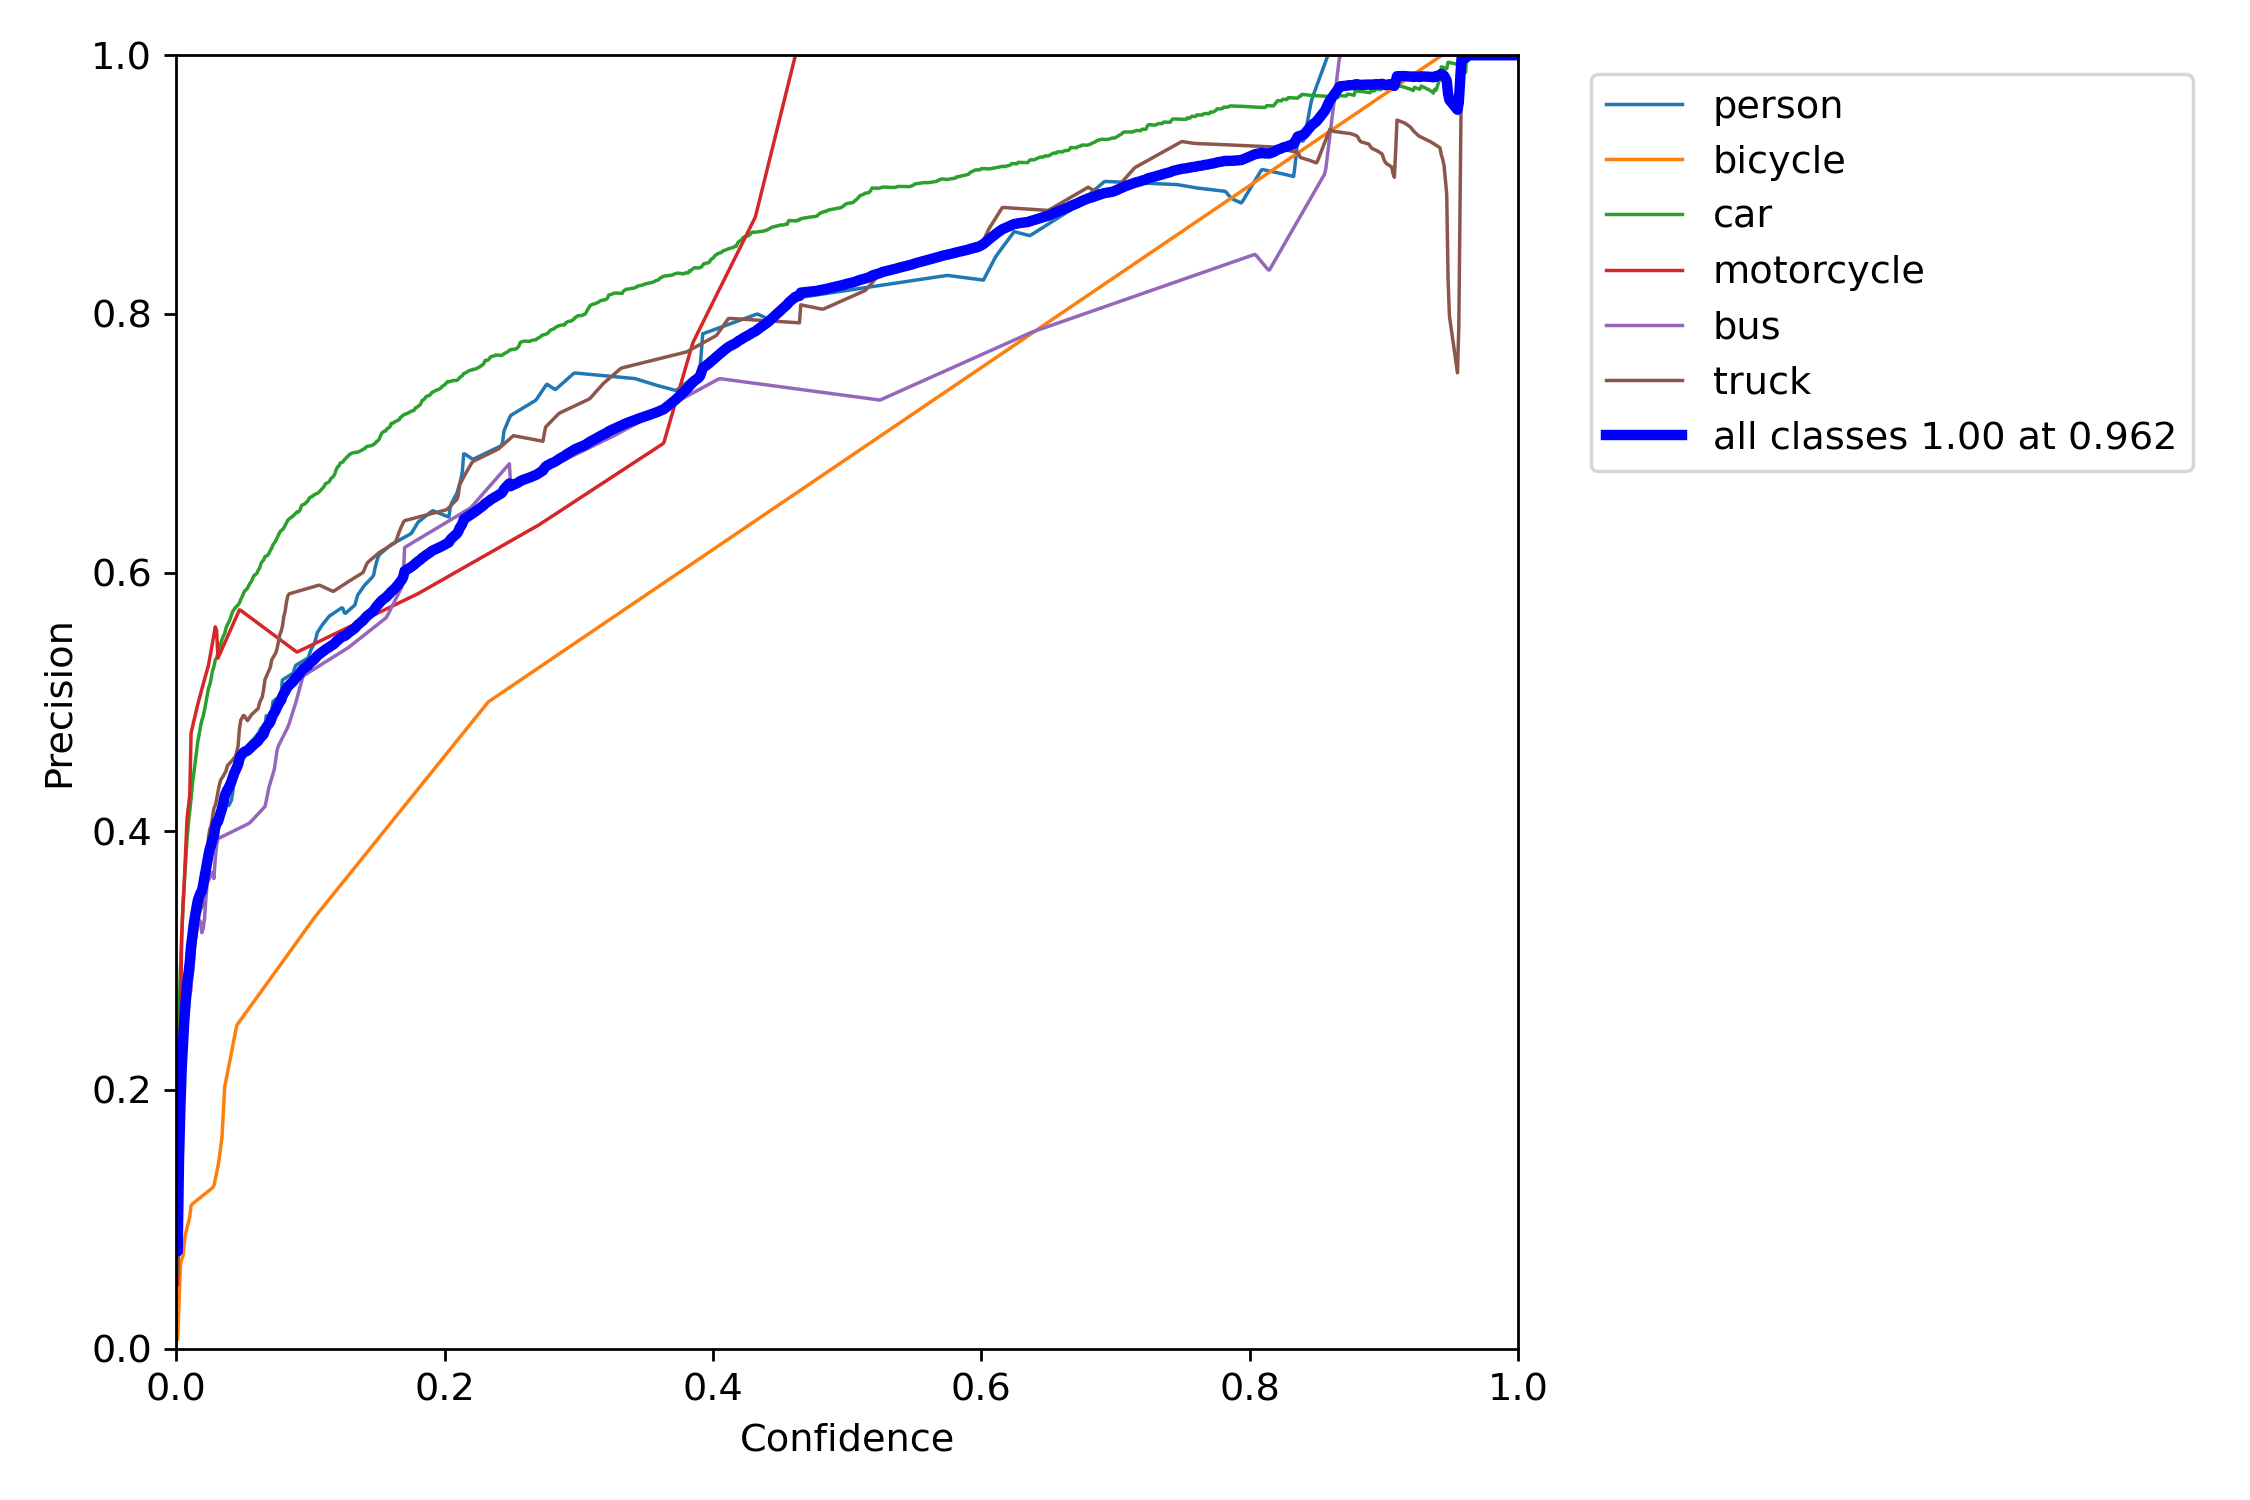 1.0
0.8
0.6
0.4
0.2
0.0
Precision
0.0 0.2 0.4 0.6 0.8 1.0
Confidence
person
bicycle
car
motorcycle
bus
truck
all classes 1.00 at 0.962